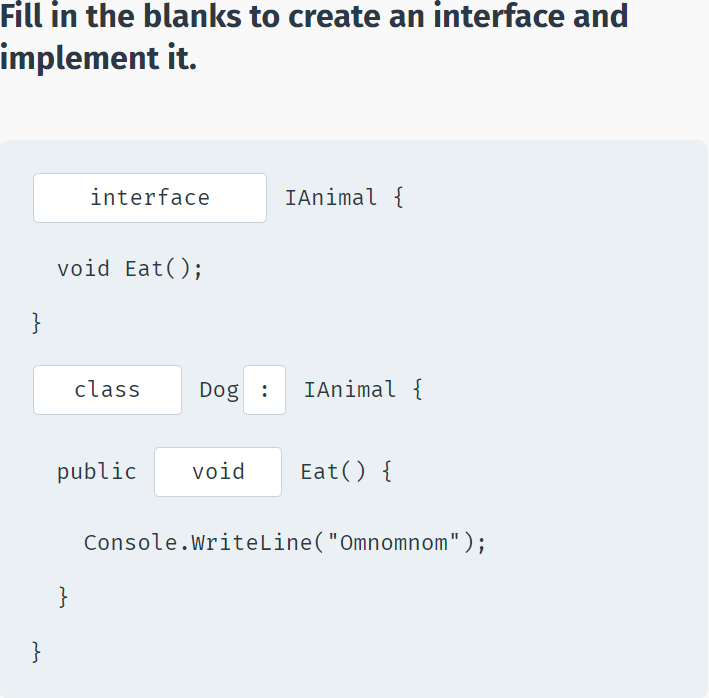 Fill in the blanks to create an interface and
implement it.
interface IAnimal {
void Eat();
}
class Dog : IAnimal {
public void Eat() {
Console.WriteLine("Omnomnom");
}
}